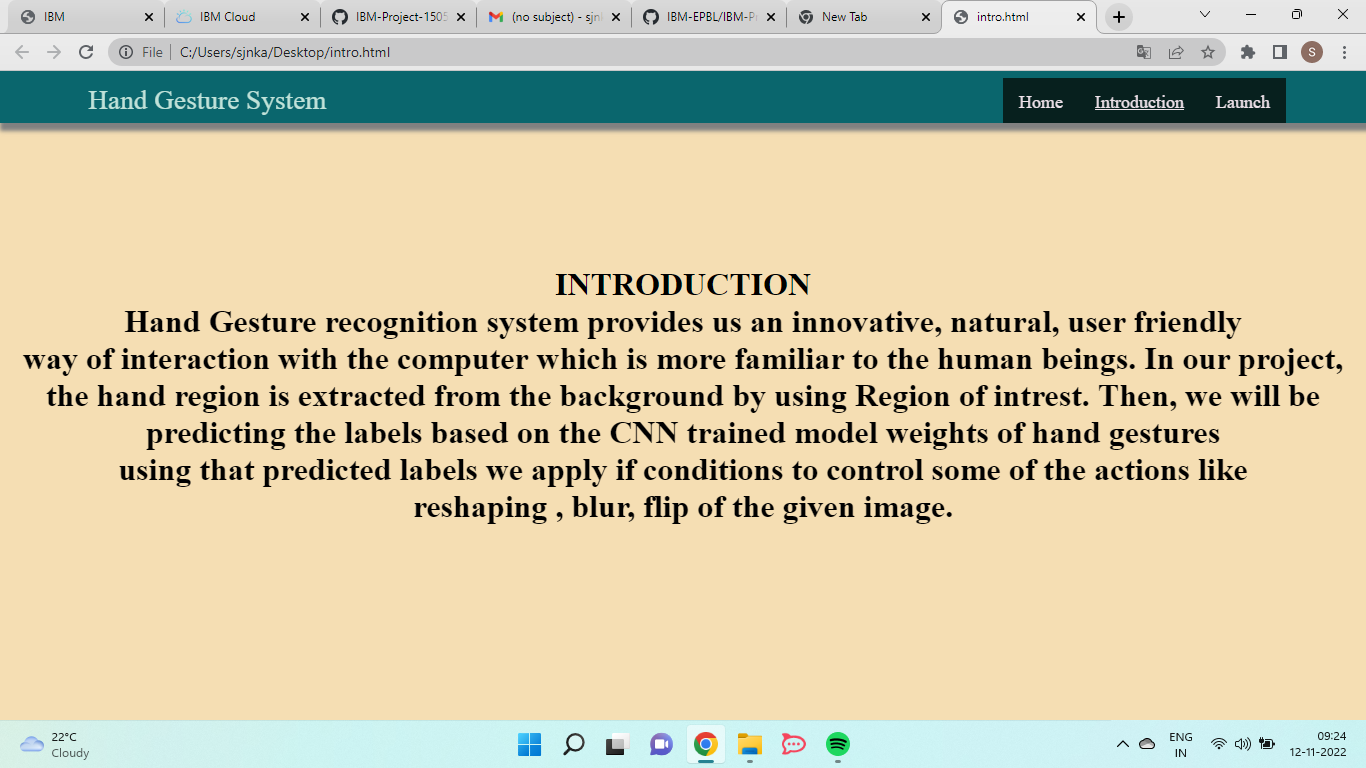 IBM
IBM Cloud
IBM-Project-1505
(no subject) - sjn
IBM-EPBL/IBM-P
New Tab
intro.html
File | C:/Users/sjnka/Desktop/intro.html
S
Hand Gesture System
Home Introduction Launch
INTRODUCTION
Hand Gesture recognition system provides us an innovative, natural, user friendly
way of interaction with the computer which is more familiar to the human beings. In our project,
the hand region is extracted from the background by using Region of intrest. Then, we will be
predicting the labels based on the CNN trained model weights of hand gestures
using that predicted labels we apply if conditions to control some of the actions like
reshaping , blur, flip of the given image.
22°C
Cloudy
ENG
IN
09:24
12-11-2022